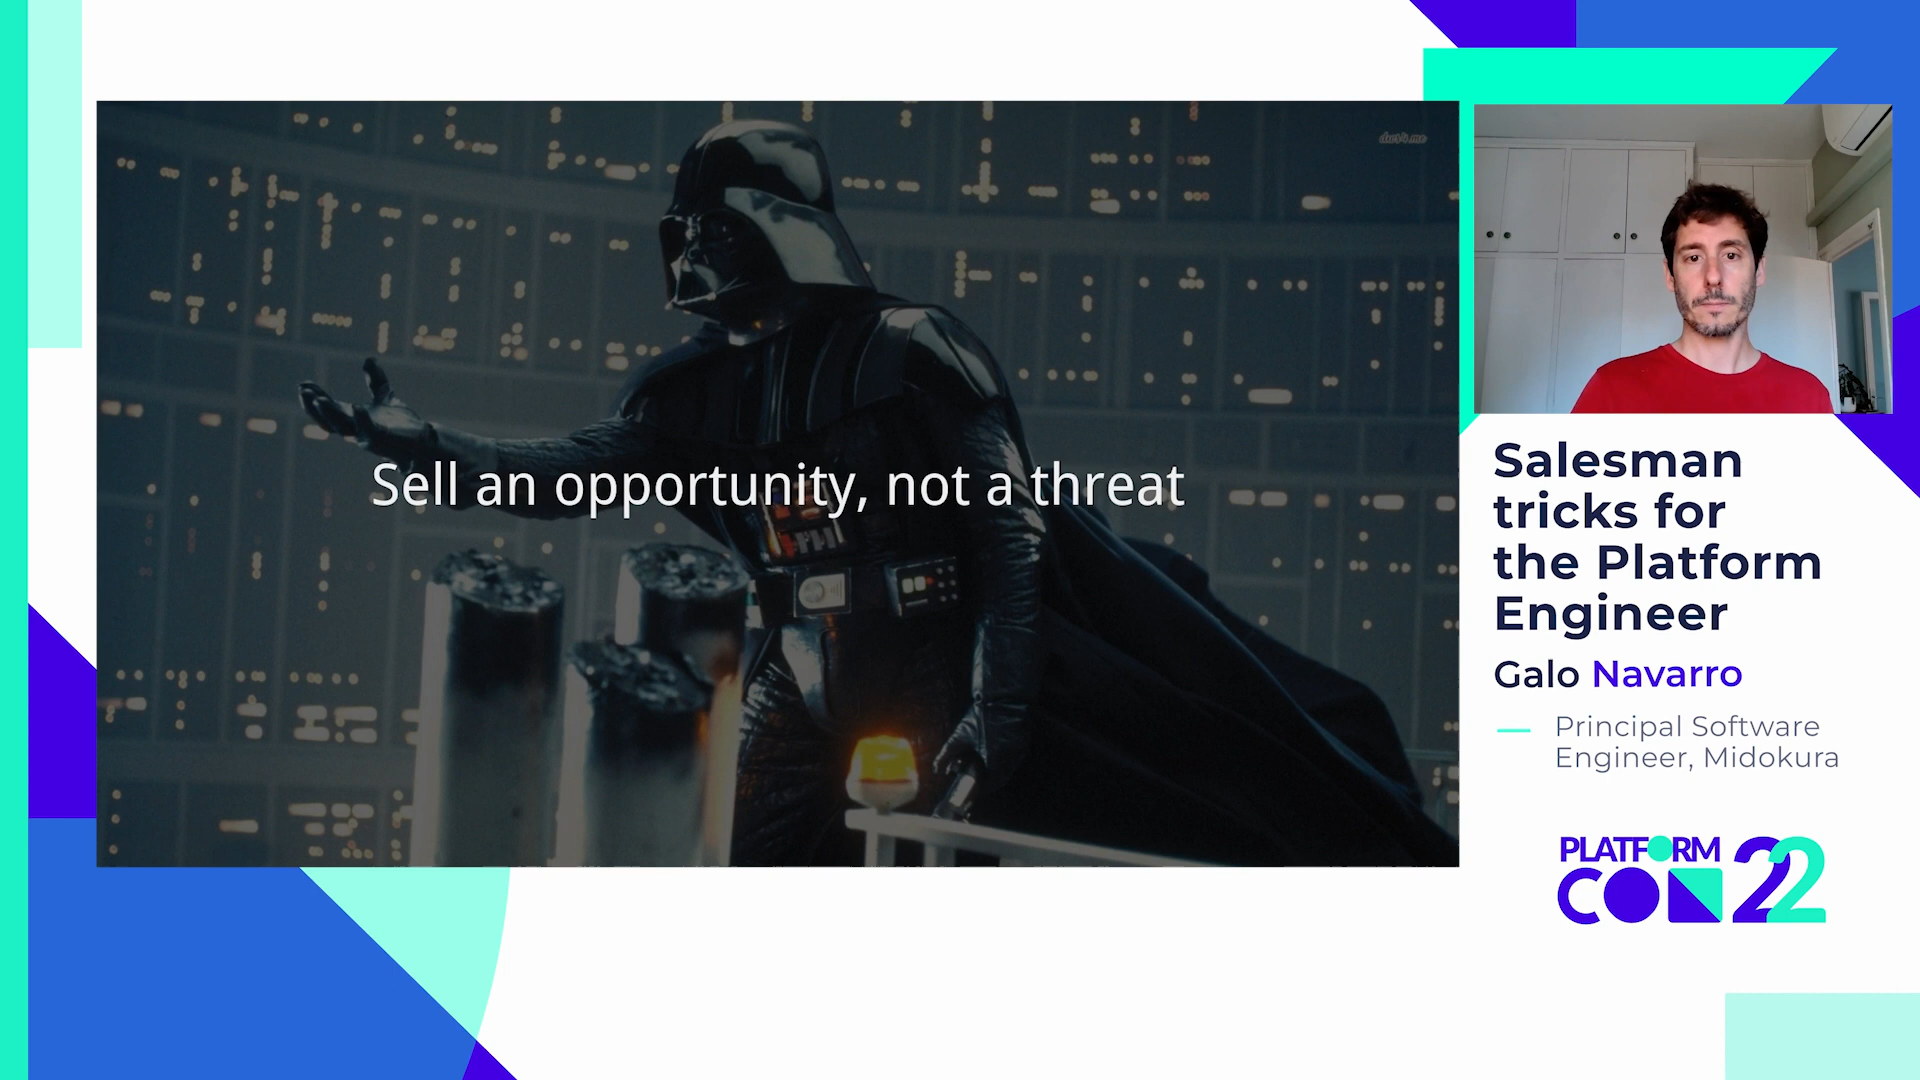 Sell an opportunity, not a threat
Salesman
tricks for
the Platform
Engineer
Galo Navarro
Principal Software
Engineer, Midokura
PLATFORM
CON 22